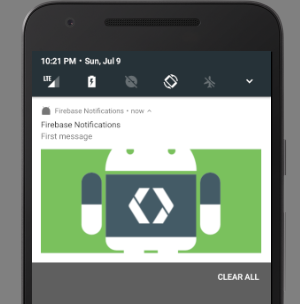 10:21 PM • Sun, Jul 9
LTE
Firebase Notifications • now
Firebase Notifications
First message
CLEAR ALL